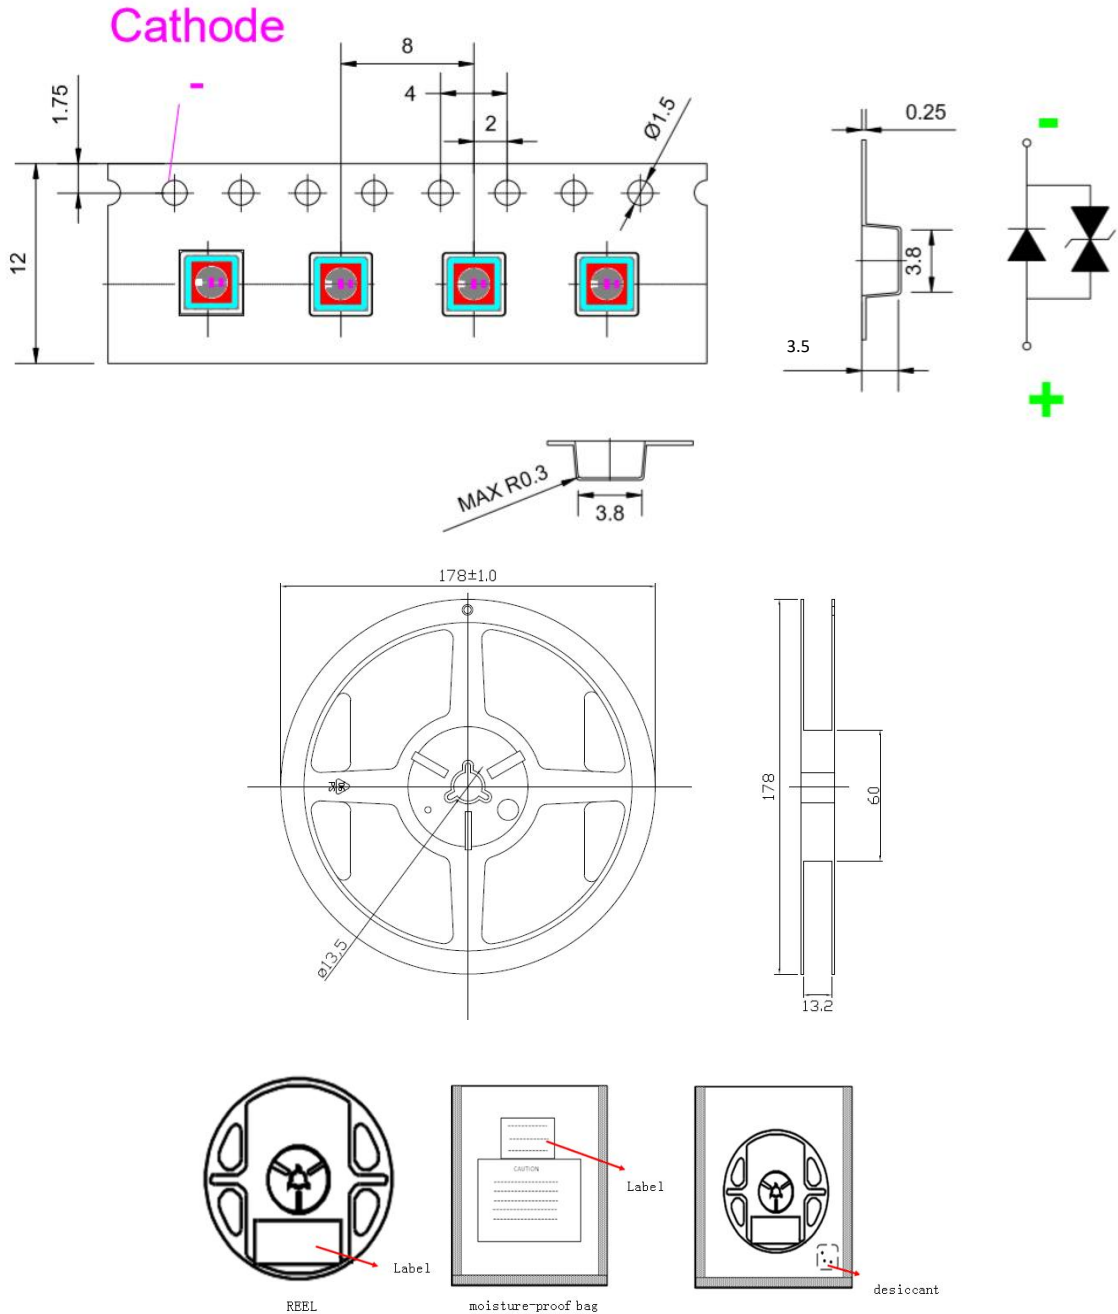 Cathode
-
8
4
2
1.75
Ø1.5
12
0.25
3.8
3.5
-
+
MAX R0.3
3.8
178±1.0
ø13,5
178
60
13.2
CAUTION
Label
Label
desiccant
REEL
moisture-proof bag